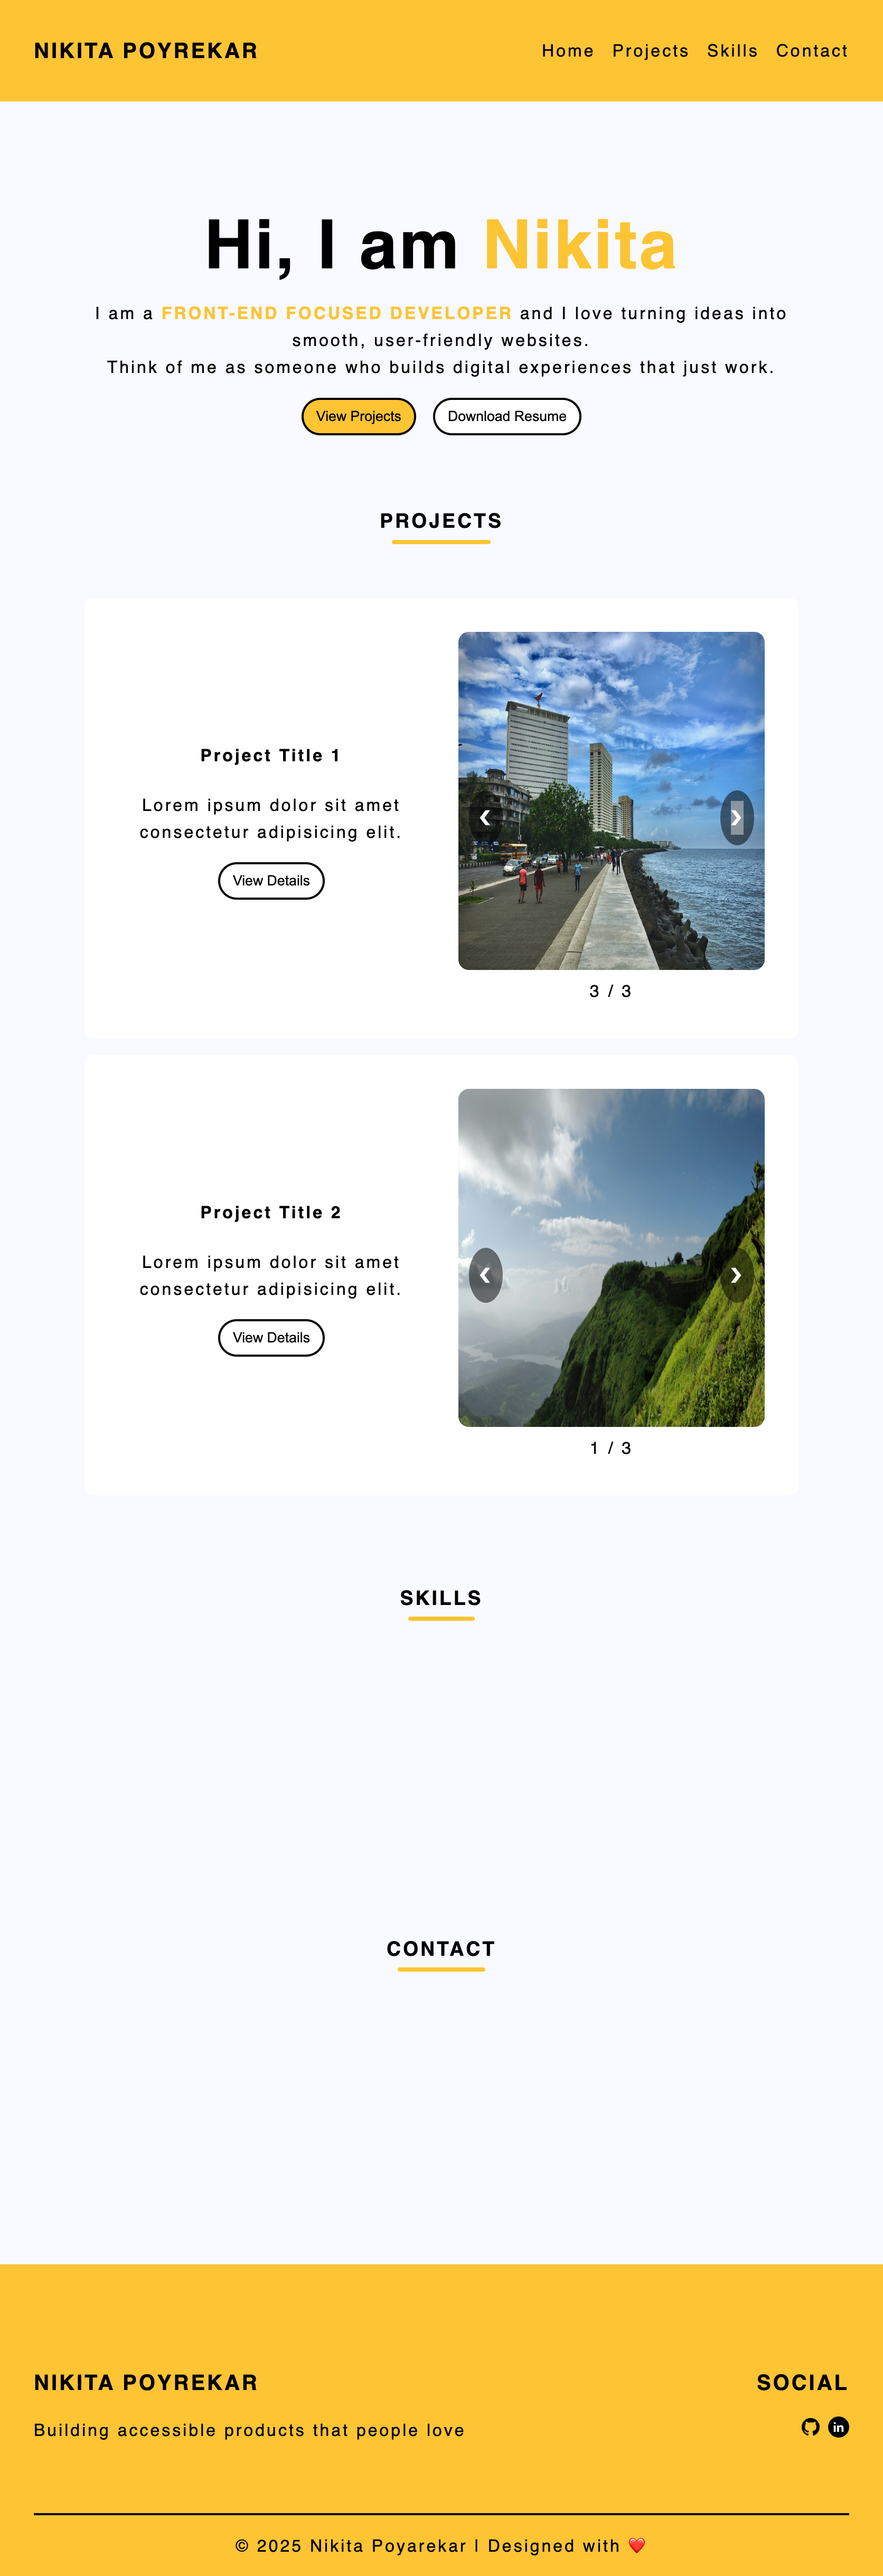 NIKITA POYREKAR
Home Projects Skills Contact
Hi, I am Nikita
I am a FRONT-END FOCUSED DEVELOPER and I love turning ideas into
smooth, user-friendly websites.
Think of me as someone who builds digital experiences that just work.
View Projects
Download Resume
PROJECTS
Project Title 1
Lorem ipsum dolor sit amet
consectetur adipisicing elit.
View Details
❮
❯
3 / 3
Project Title 2
Lorem ipsum dolor sit amet
consectetur adipisicing elit.
View Details
❮
❯
1 / 3
SKILLS
CONTACT
NIKITA POYREKAR
Building accessible products that people love
SOCIAL
in
© 2025 Nikita Poyarekar | Designed with ❤️